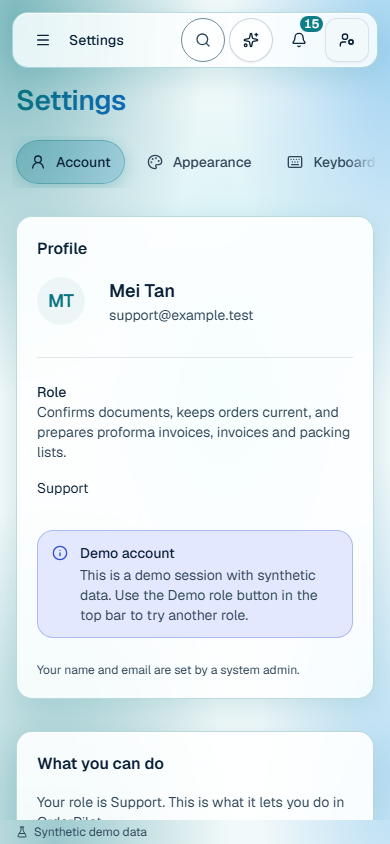 Settings
15
Settings
Account
Appearance
Keyboard
Profile
MT
Mei Tan
support@example.test
Role
Confirms documents, keeps orders current, and
prepares proforma invoices, invoices and packing
lists.
Support
Demo account
This is a demo session with synthetic
data. Use the Demo role button in the
top bar to try another role.
Your name and email are set by a system admin.
What you can do
Your role is Support. This is what it lets you do in
Synthetic demo data